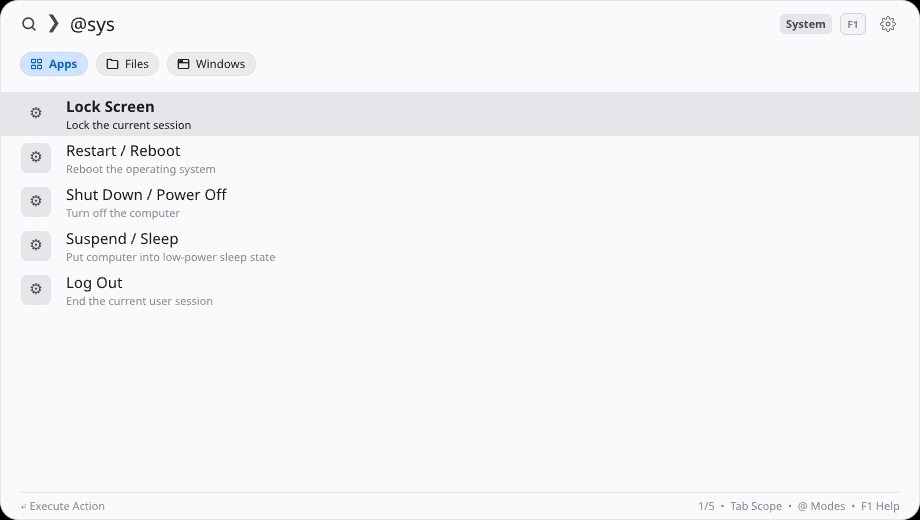 ❯ @sys
System F1
Apps Files Windows
Lock Screen
Lock the current session
Restart / Reboot
Reboot the operating system
Shut Down / Power Off
Turn off the computer
Suspend / Sleep
Put computer into low-power sleep state
Log Out
End the current user session
↵ Execute Action
1/5 • Tab Scope • @ Modes • F1 Help